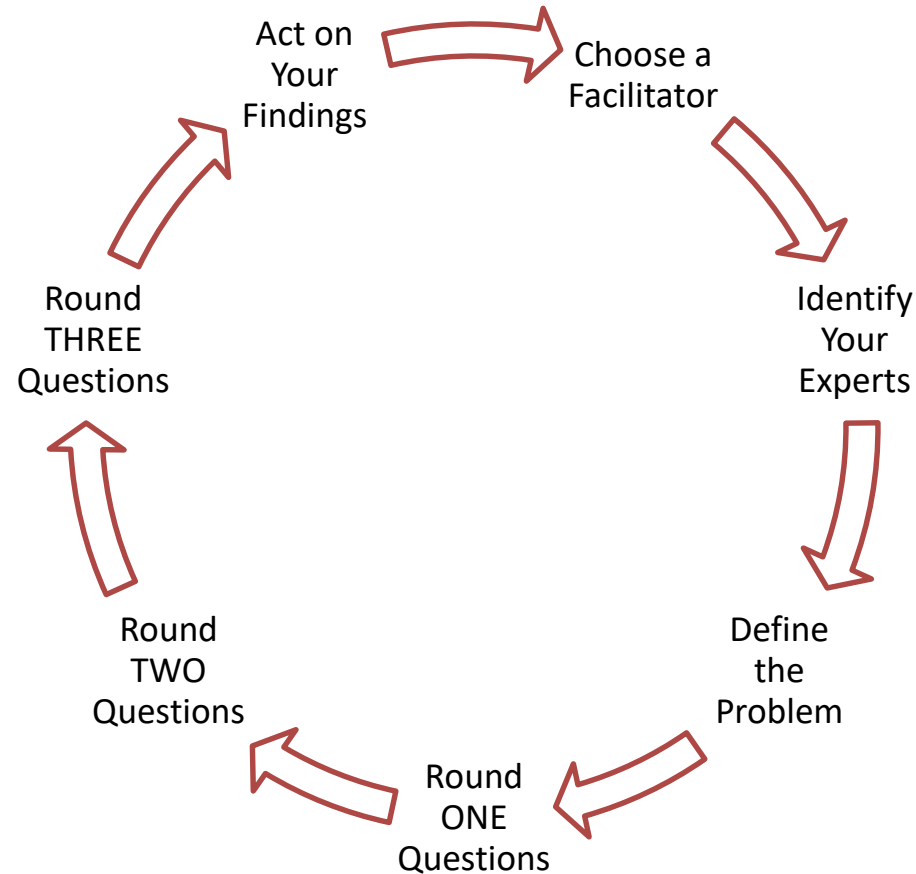 Act on
Your
Findings
Choose a
Facilitator
Identify
Your
Experts
Define
the
Problem
Round
ONE
Questions
Round
TWO
Questions
Round
THREE
Questions